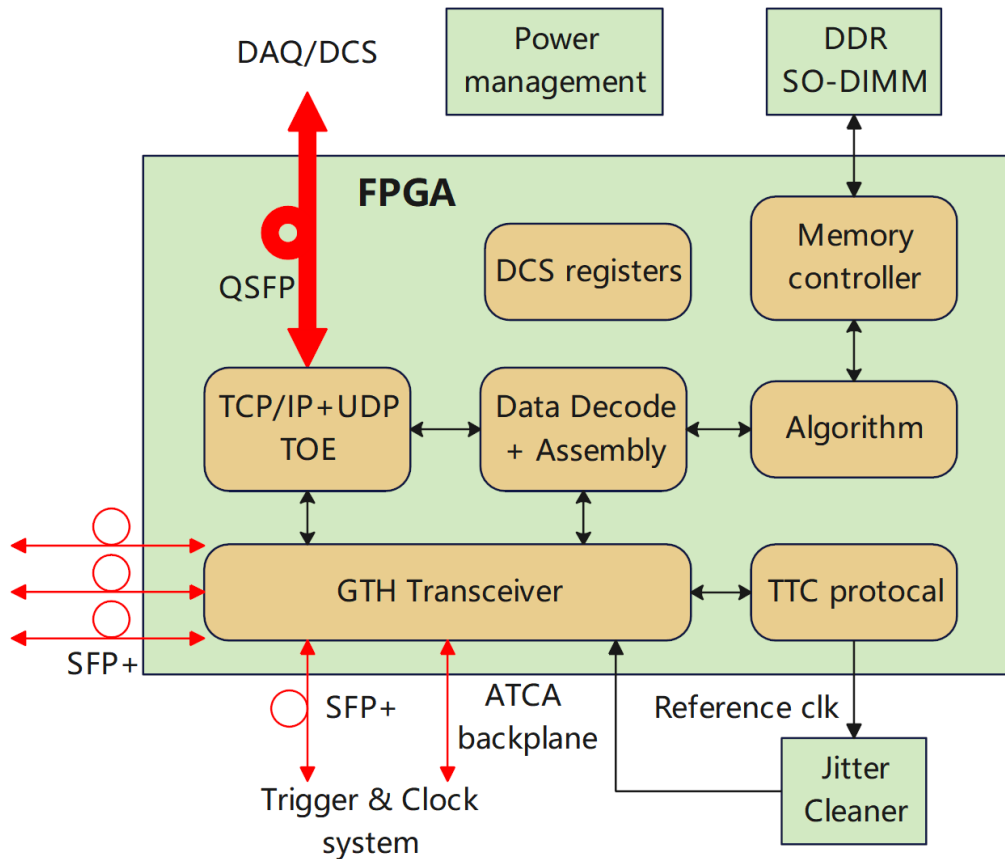 DAQ/DCS
Power
management
DDR
SO-DIMM
FPGA
QSFP
DCS registers
Memory
controller
TCP/IP+UDP
TOE
Data Decode
+ Assembly
Algorithm
GTH Transceiver
TTC protocal
SFP+
SFP+
ATCA
backplane
Reference clk
Trigger & Clock
system
Jitter
Cleaner